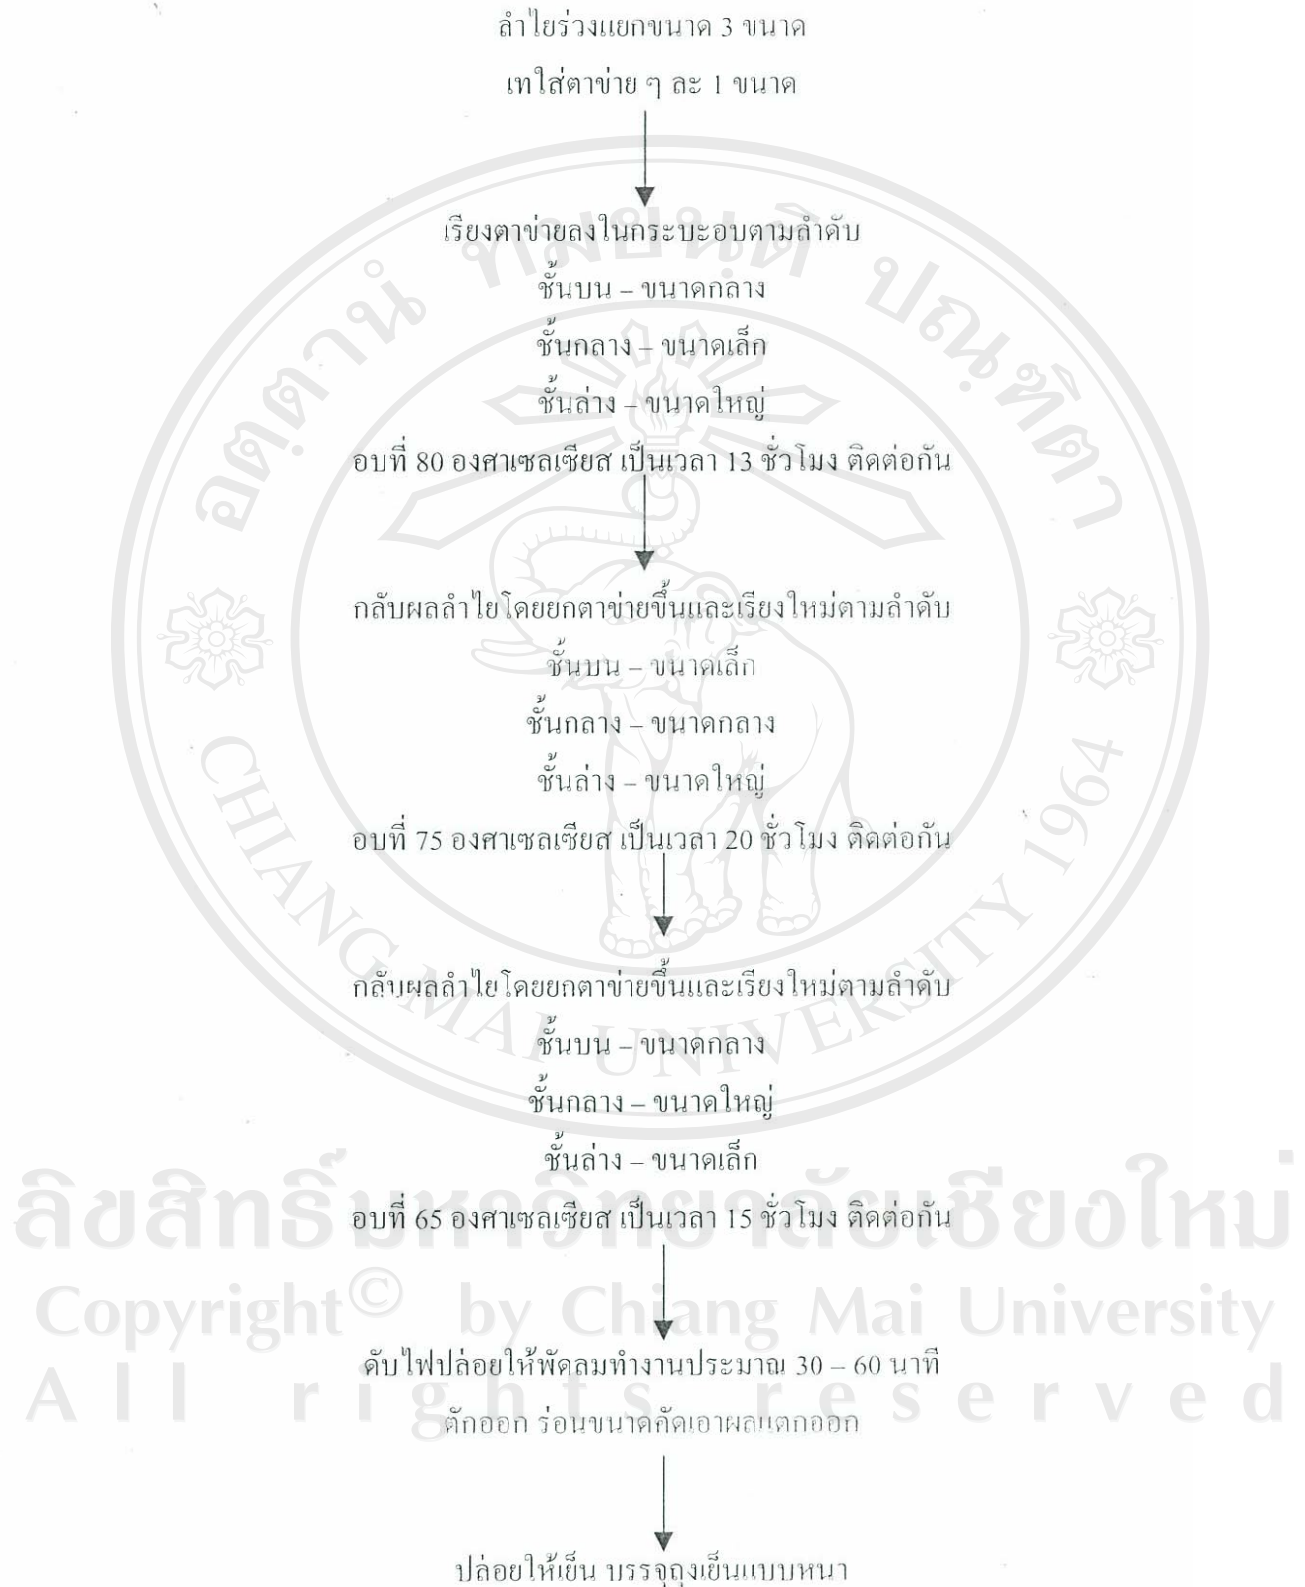 ลำไยร่วงแยกขนาด 3 ขนาด
เทใส่ตาข่าย ๆ ละ 1 ขนาด
เรียงตาข่ายลงในกระบะอบตามลำดับ
ชั้นบน – ขนาดกลาง
ชั้นกลาง – ขนาดเล็ก
ชั้นล่าง – ขนาดใหญ่
อบที่ 80 องศาเซลเซียส เป็นเวลา 13 ชั่วโมง ติดต่อกัน
กลับผลลำไยโดยยกตาข่ายขึ้นและเรียงใหม่ตามลำดับ
ชั้นบน – ขนาดเล็ก
ชั้นกลาง – ขนาดกลาง
ชั้นล่าง – ขนาดใหญ่
อบที่ 75 องศาเซลเซียส เป็นเวลา 20 ชั่วโมง ติดต่อกัน
กลับผลลำไยโดยยกตาข่ายขึ้นและเรียงใหม่ตามลำดับ
ชั้นบน – ขนาดกลาง
ชั้นกลาง – ขนาดใหญ่
ชั้นล่าง – ขนาดเล็ก
อบที่ 65 องศาเซลเซียส เป็นเวลา 15 ชั่วโมง ติดต่อกัน
ดับไฟปล่อยให้พัดลมทำงานประมาณ 30 – 60 นาที
ตักออก ร่อนขนาดคัดเอาผลแตกออก
ปล่อยให้เย็น บรรจุถุงเย็นแบบหนา
อตฺตานํ ทมยนฺติ ปณฺฑิตา
CHIANG MAI UNIVERSITY 1964
ลิขสิทธิ์มหาวิทยาลัยเชียงใหม่
Copyright© by Chiang Mai University
All rights reserved